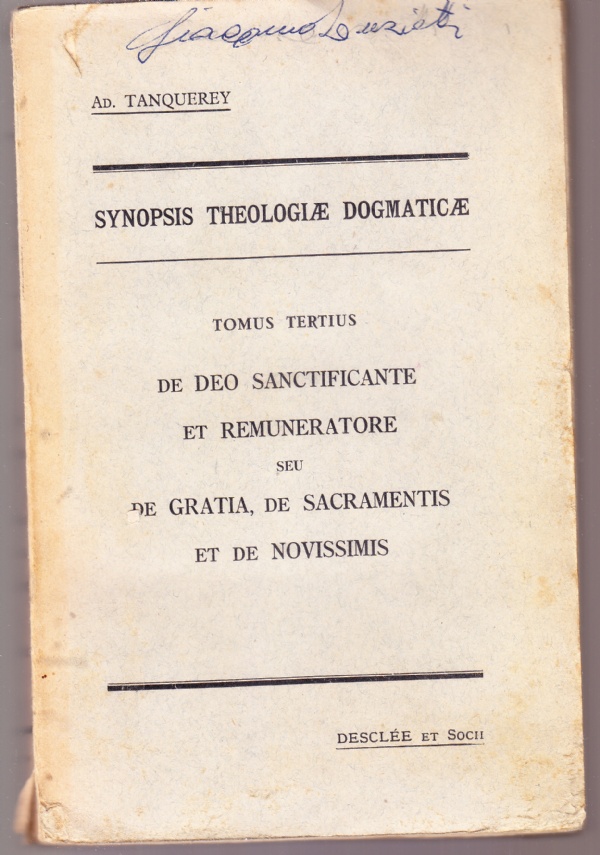 Giacomo
AD. TANQUEREY
SYNOPSIS THEOLOGIÆ DOGMATICÆ
TOMUS TERTIUS
DE DEO SANCTIFICANTE
ET REMUNERATORE
SEU
DE GRATIA, DE SACRAMENTIS
ET DE NOVISSIMIS
DESCLÉE ET SOCII